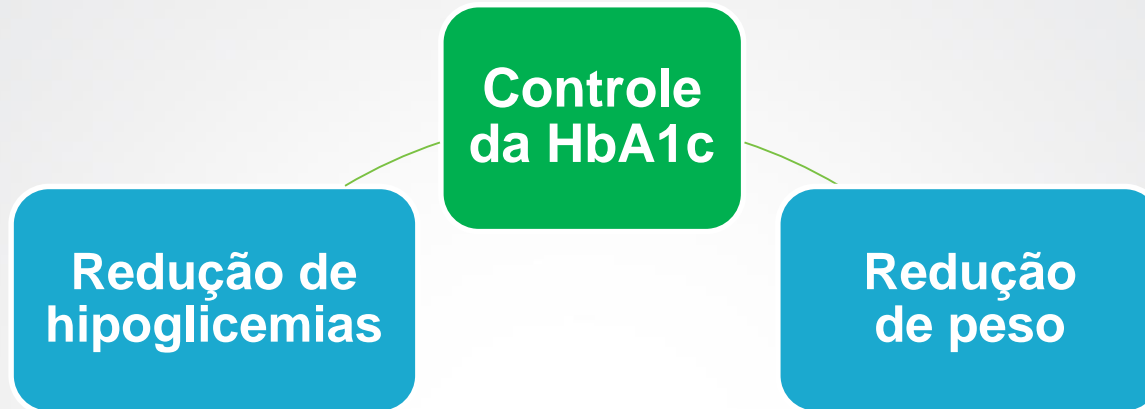 Controle
da HbA1c
Redução de
hipoglicemias
Redução
de peso